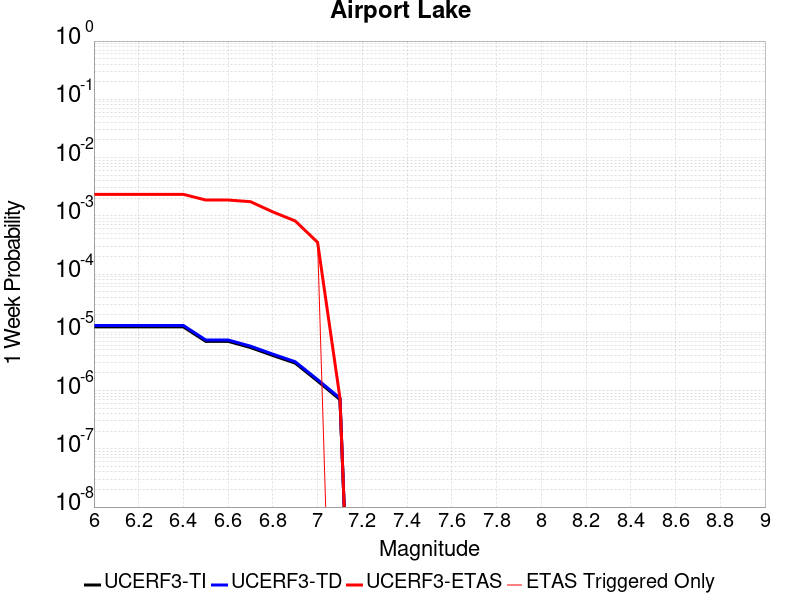 Airport Lake
1 Week Probability
10^0
10^-1
10^-2
10^-3
10^-4
10^-5
10^-6
10^-7
10^-8
6 6.2 6.4 6.6 6.8 7 7.2 7.4 7.6 7.8 8 8.2 8.4 8.6 8.8 9
Magnitude
UCERF3-TI UCERF3-TD UCERF3-ETAS ETAS Triggered Only